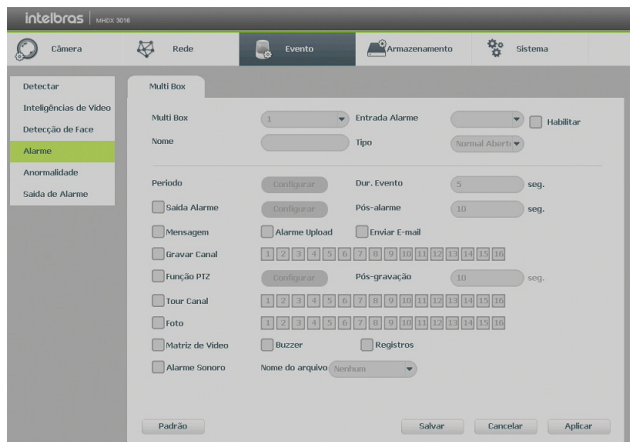 intelbras | MHDX 3016
Câmera Rede Evento Armazenamento Sistema
Detectar
Inteligências de Vídeo
Detecção de Face
Alarme
Anormalidade
Saída de Alarme
Multi Box
Multi Box 1 Entrada Alarme Habilitar
Nome Tipo Normal Aberto
Período Configurar Dur. Evento 5 seg.
Saída Alarme Configurar Pós-alarme 10 seg.
Mensagem Alarme Upload Enviar E-mail
Gravar Canal 1 2 3 4 5 6 7 8 9 10 11 12 13 14 15 16
Função PTZ Configurar Pós-gravação 10 seg.
Tour Canal 1 2 3 4 5 6 7 8 9 10 11 12 13 14 15 16
Foto 1 2 3 4 5 6 7 8 9 10 11 12 13 14 15 16
Matriz de Vídeo Buzzer Registros
Alarme Sonoro Nome do arquivo Nenhum
Padrão Salvar Cancelar Aplicar